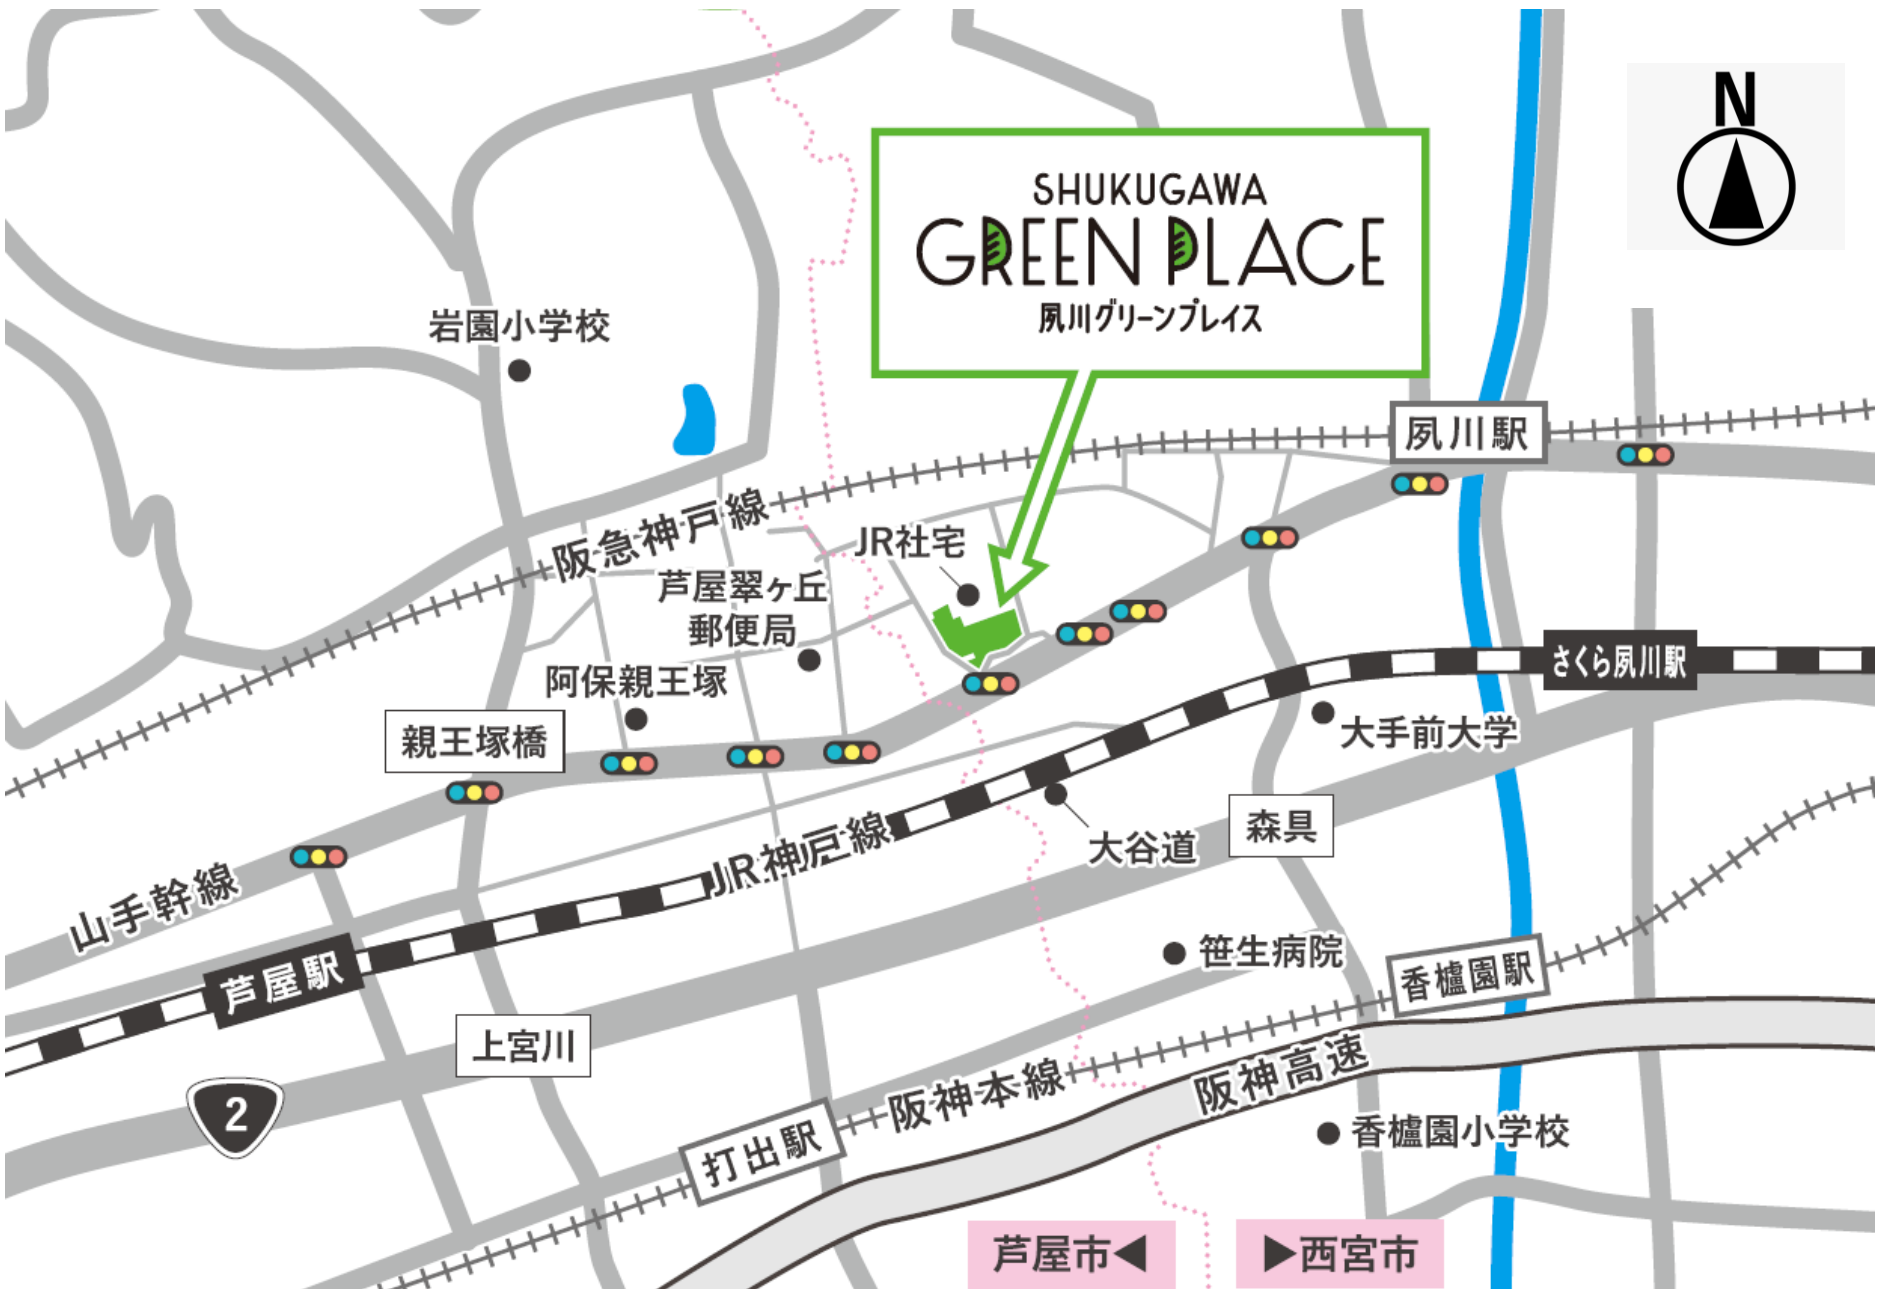 N
SHUKUGAWA
GREEN PLACE
夙川グリーンプレイス
岩園小学校
夙川駅
阪急神戸線
JR社宅
芦屋翠ヶ丘
郵便局
阿保親王塚
さくら夙川駅
親王塚橋
大手前大学
森具
大谷道
JR神戸線
山手幹線
芦屋駅
笹生病院
香櫨園駅
上宮川
阪神本線
阪神高速
2
打出駅
香櫨園小学校
芦屋市◀
▶西宮市